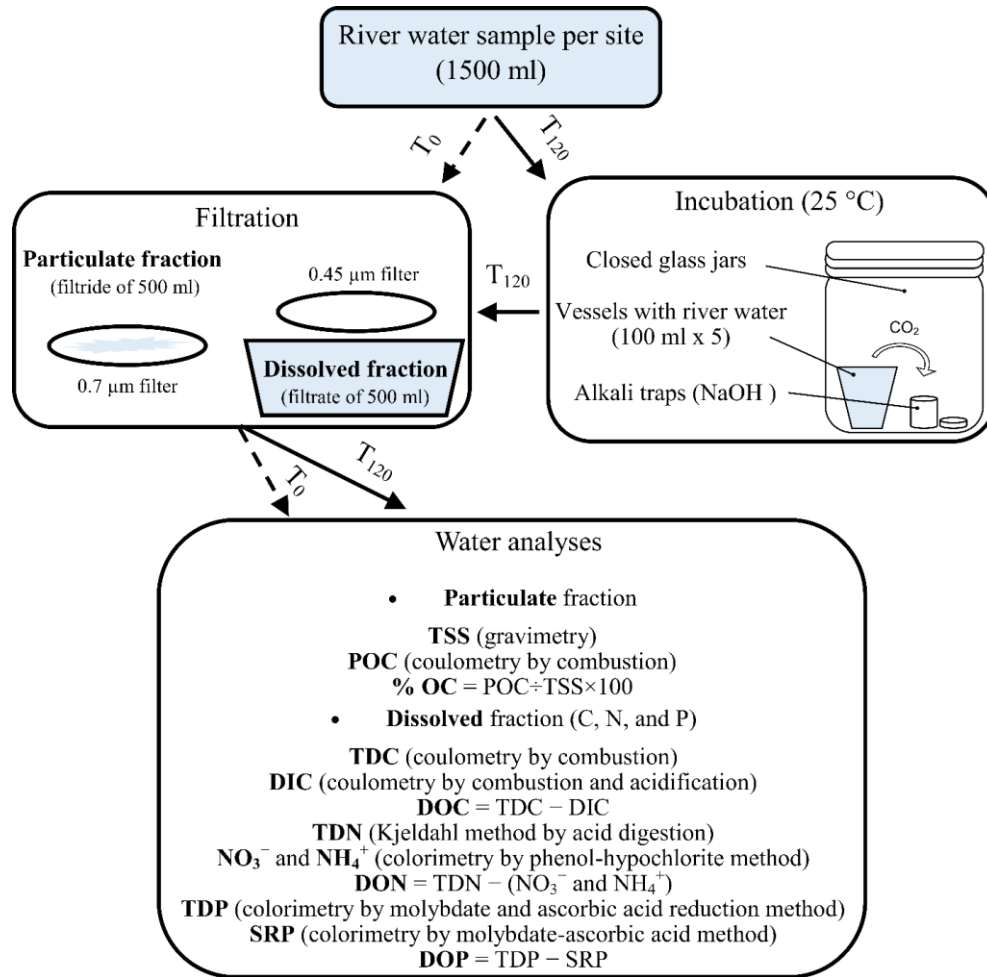 River water sample per site
(1500 ml)
T₀
T₁₂₀
Filtration
Particulate fraction
(filtride of 500 ml)
0.7 µm filter
0.45 µm filter
Dissolved fraction
(filtrate of 500 ml)
T₁₂₀
Incubation (25 °C)
Closed glass jars
Vessels with river water
(100 ml x 5)
Alkali traps (NaOH )
CO₂
T₀
T₁₂₀
Water analyses
• Particulate fraction
TSS (gravimetry)
POC (coulometry by combustion)
% OC = POC÷TSS×100
• Dissolved fraction (C, N, and P)
TDC (coulometry by combustion)
DIC (coulometry by combustion and acidification)
DOC = TDC − DIC
TDN (Kjeldahl method by acid digestion)
NO₃⁻ and NH₄⁺ (colorimetry by phenol-hypochlorite method)
DON = TDN − (NO₃⁻ and NH₄⁺)
TDP (colorimetry by molybdate and ascorbic acid reduction method)
SRP (colorimetry by molybdate-ascorbic acid method)
DOP = TDP − SRP